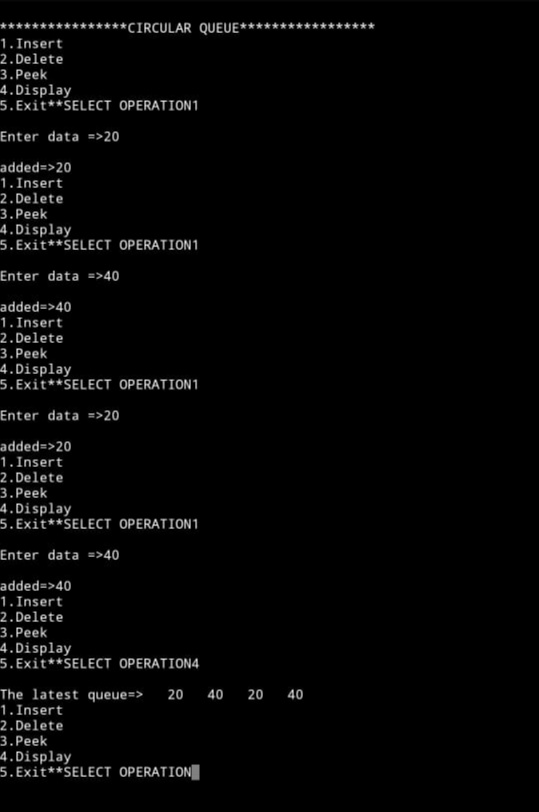 ****************CIRCULAR QUEUE*****************
1.Insert
2.Delete
3.Peek
4.Display
5.Exit**SELECT OPERATION1
Enter data =>20
added=>20
1.Insert
2.Delete
3.Peek
4.Display
5.Exit**SELECT OPERATION1
Enter data =>40
added=>40
1.Insert
2.Delete
3.Peek
4.Display
5.Exit**SELECT OPERATION1
Enter data =>20
added=>20
1.Insert
2.Delete
3.Peek
4.Display
5.Exit**SELECT OPERATION1
Enter data =>40
added=>40
1.Insert
2.Delete
3.Peek
4.Display
5.Exit**SELECT OPERATION4
The latest queue=>   20   40   20   40
1.Insert
2.Delete
3.Peek
4.Display
5.Exit**SELECT OPERATION